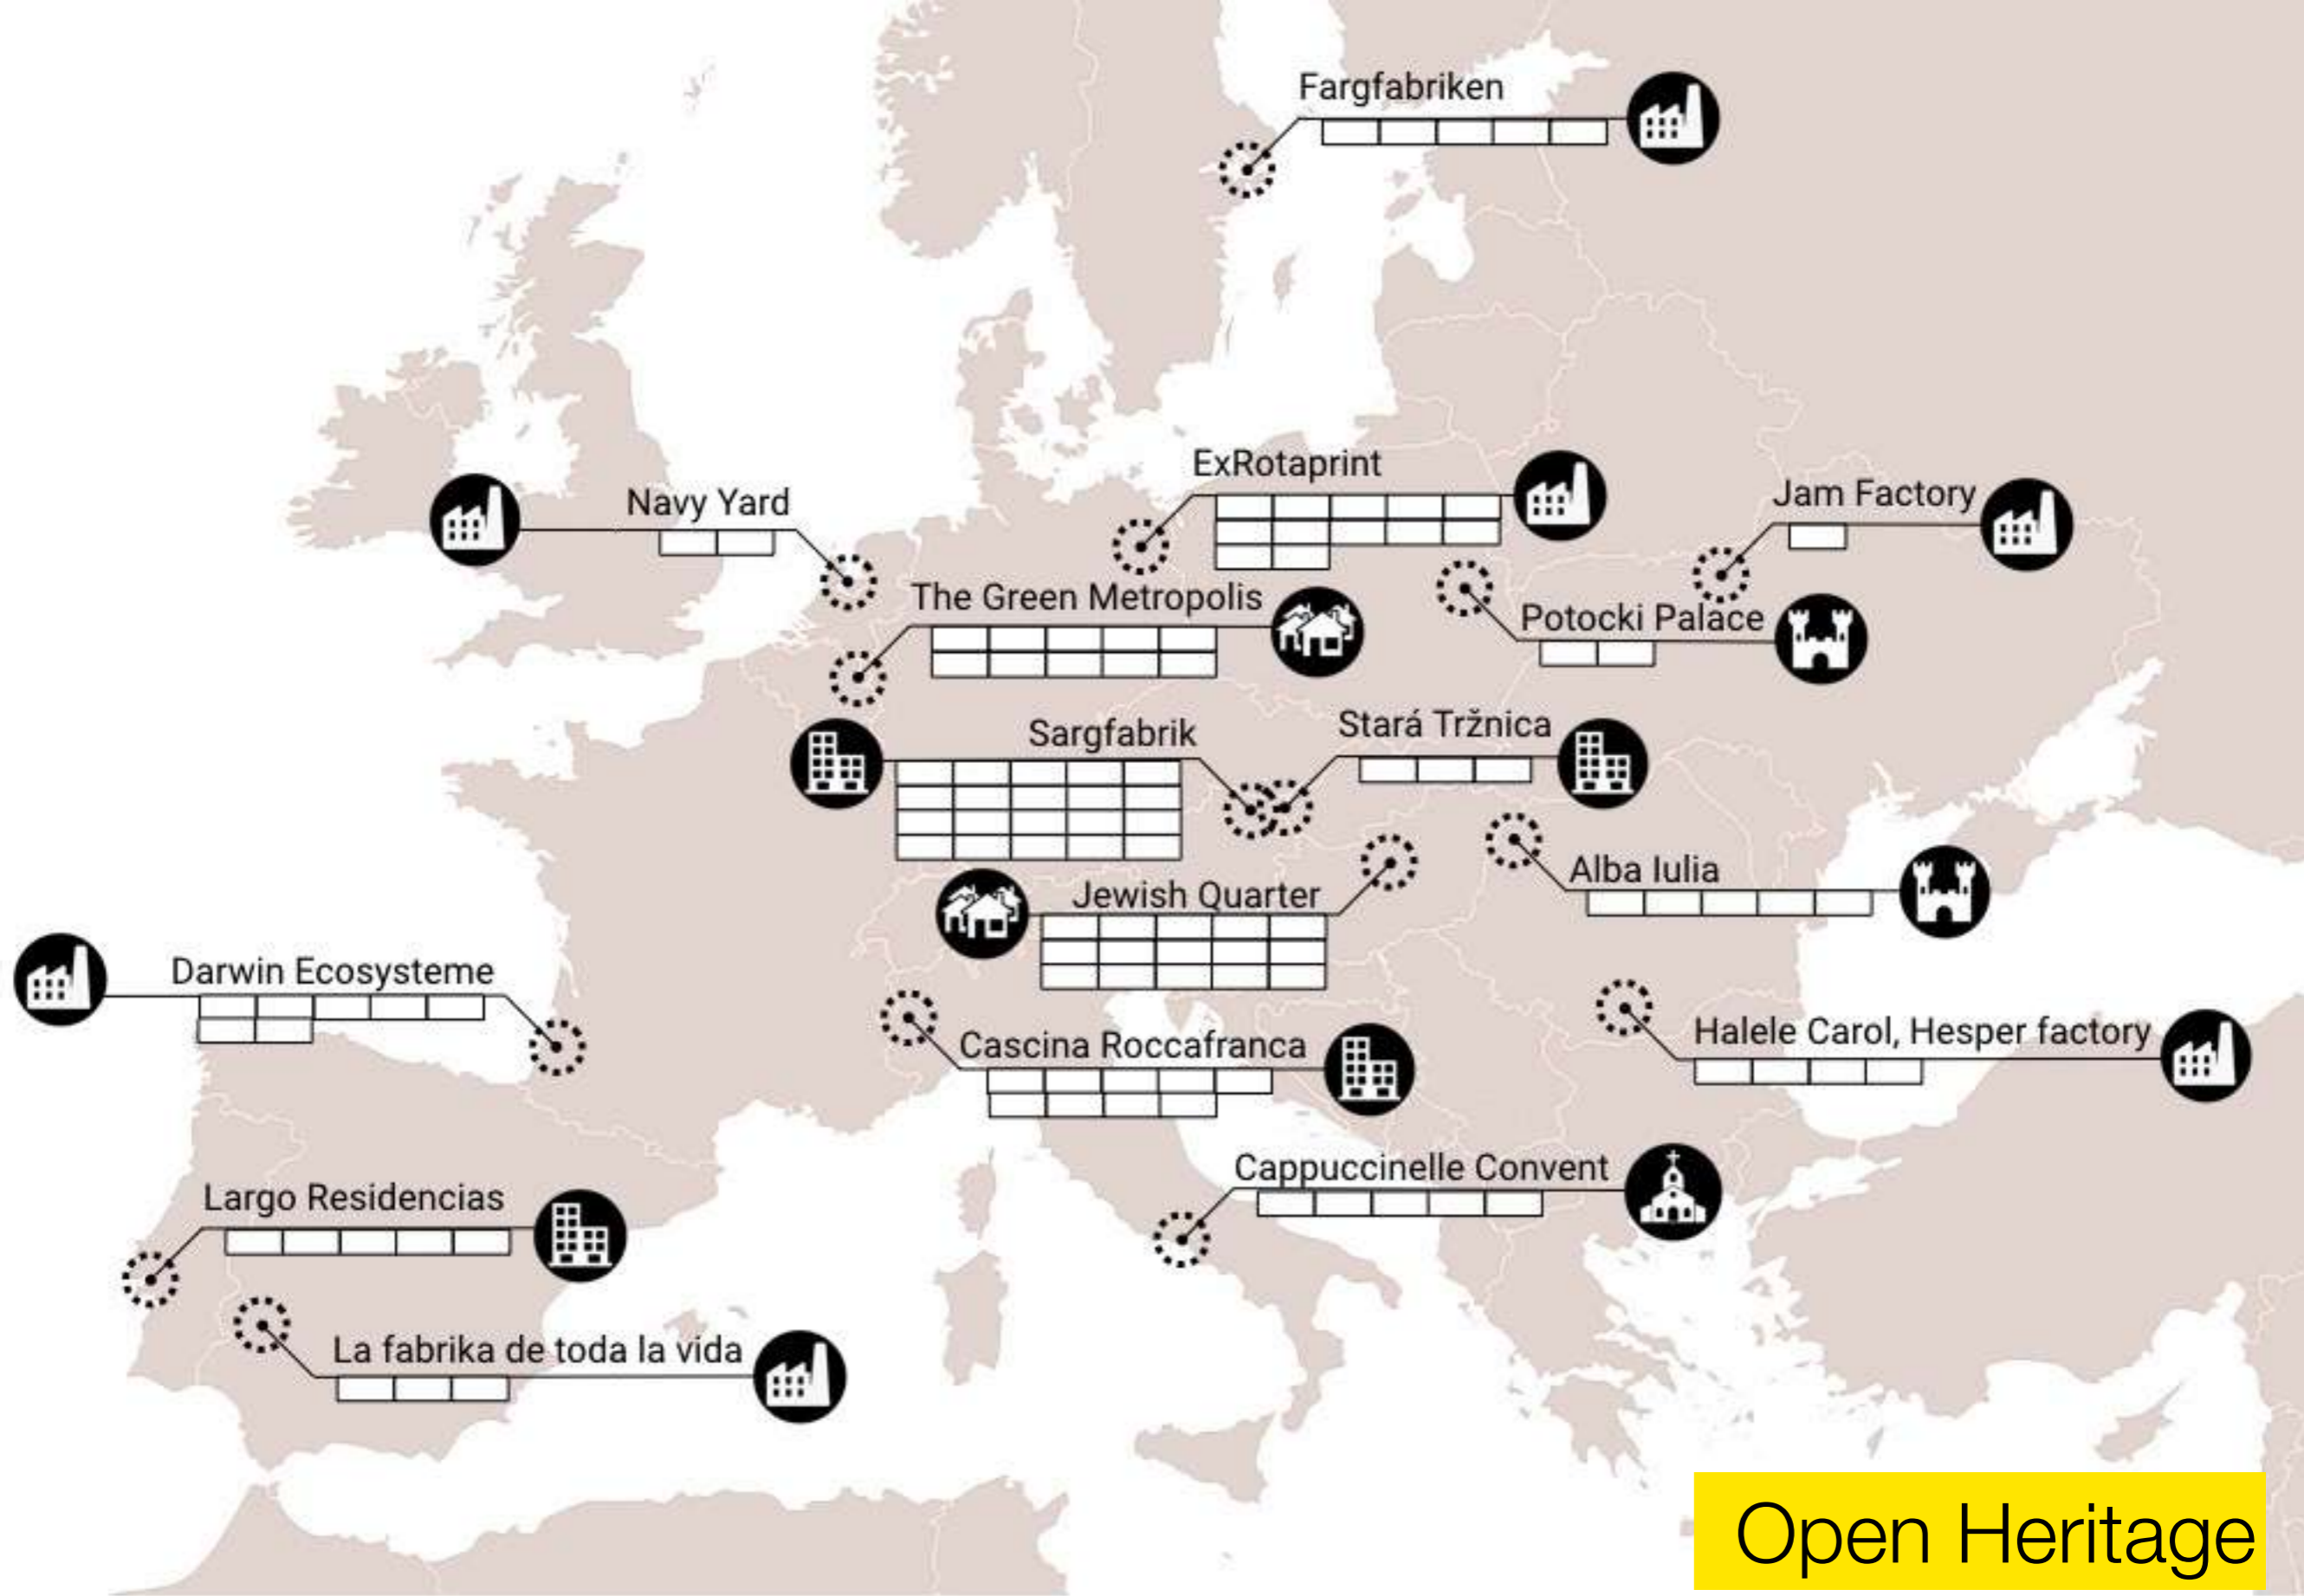 Fargfabriken
ExRotaprint
Jam Factory
Navy Yard
The Green Metropolis
Potocki Palace
Stará Tržnica
Sargfabrik
Alba Iulia
Jewish Quarter
Darwin Ecosysteme
Halele Carol, Hesper factory
Cascina Roccafranca
Cappuccinelle Convent
Largo Residencias
La fabrika de toda la vida
Open Heritage